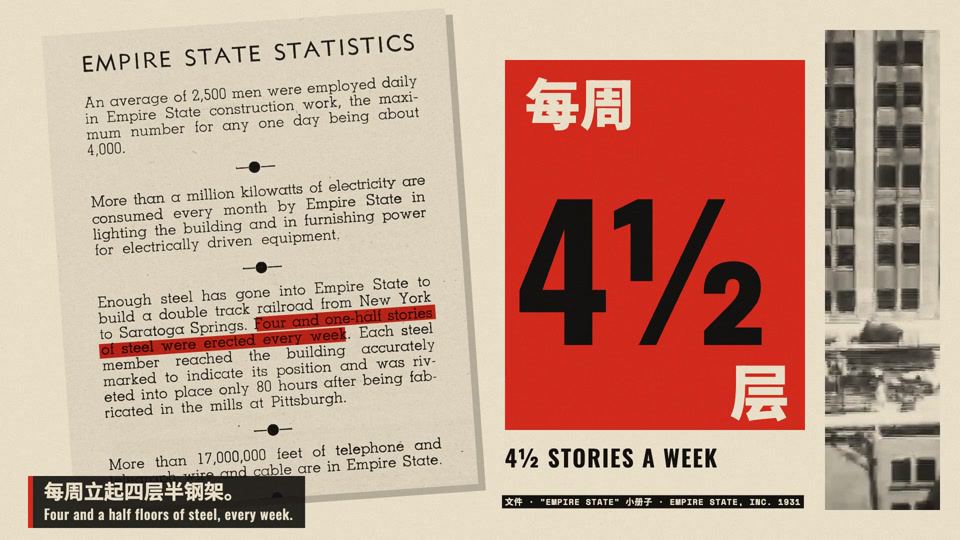 EMPIRE STATE STATISTICS
An average of 2,500 men were employed daily
in Empire State construction work, the maxi-
mum number for any one day being about
4,000.
More than a million kilowatts of electricity are
consumed every month by Empire State in
lighting the building and in furnishing power
for electrically driven equipment.
Enough steel has gone into Empire State to
build a double track railroad from New York
to Saratoga Springs. Four and one-half stories
of steel were erected every week. Each steel
member reached the building accurately
marked to indicate its position and was riv-
eted into place only 80 hours after being fab-
ricated in the mills at Pittsburgh.
More than 17,000,000 feet of telephone and
wire and cable are in Empire State.
每周
4½
层
4½ STORIES A WEEK
文件 · "EMPIRE STATE" 小册子 · EMPIRE STATE, INC. 1931
每周立起四层半钢架。
Four and a half floors of steel, every week.